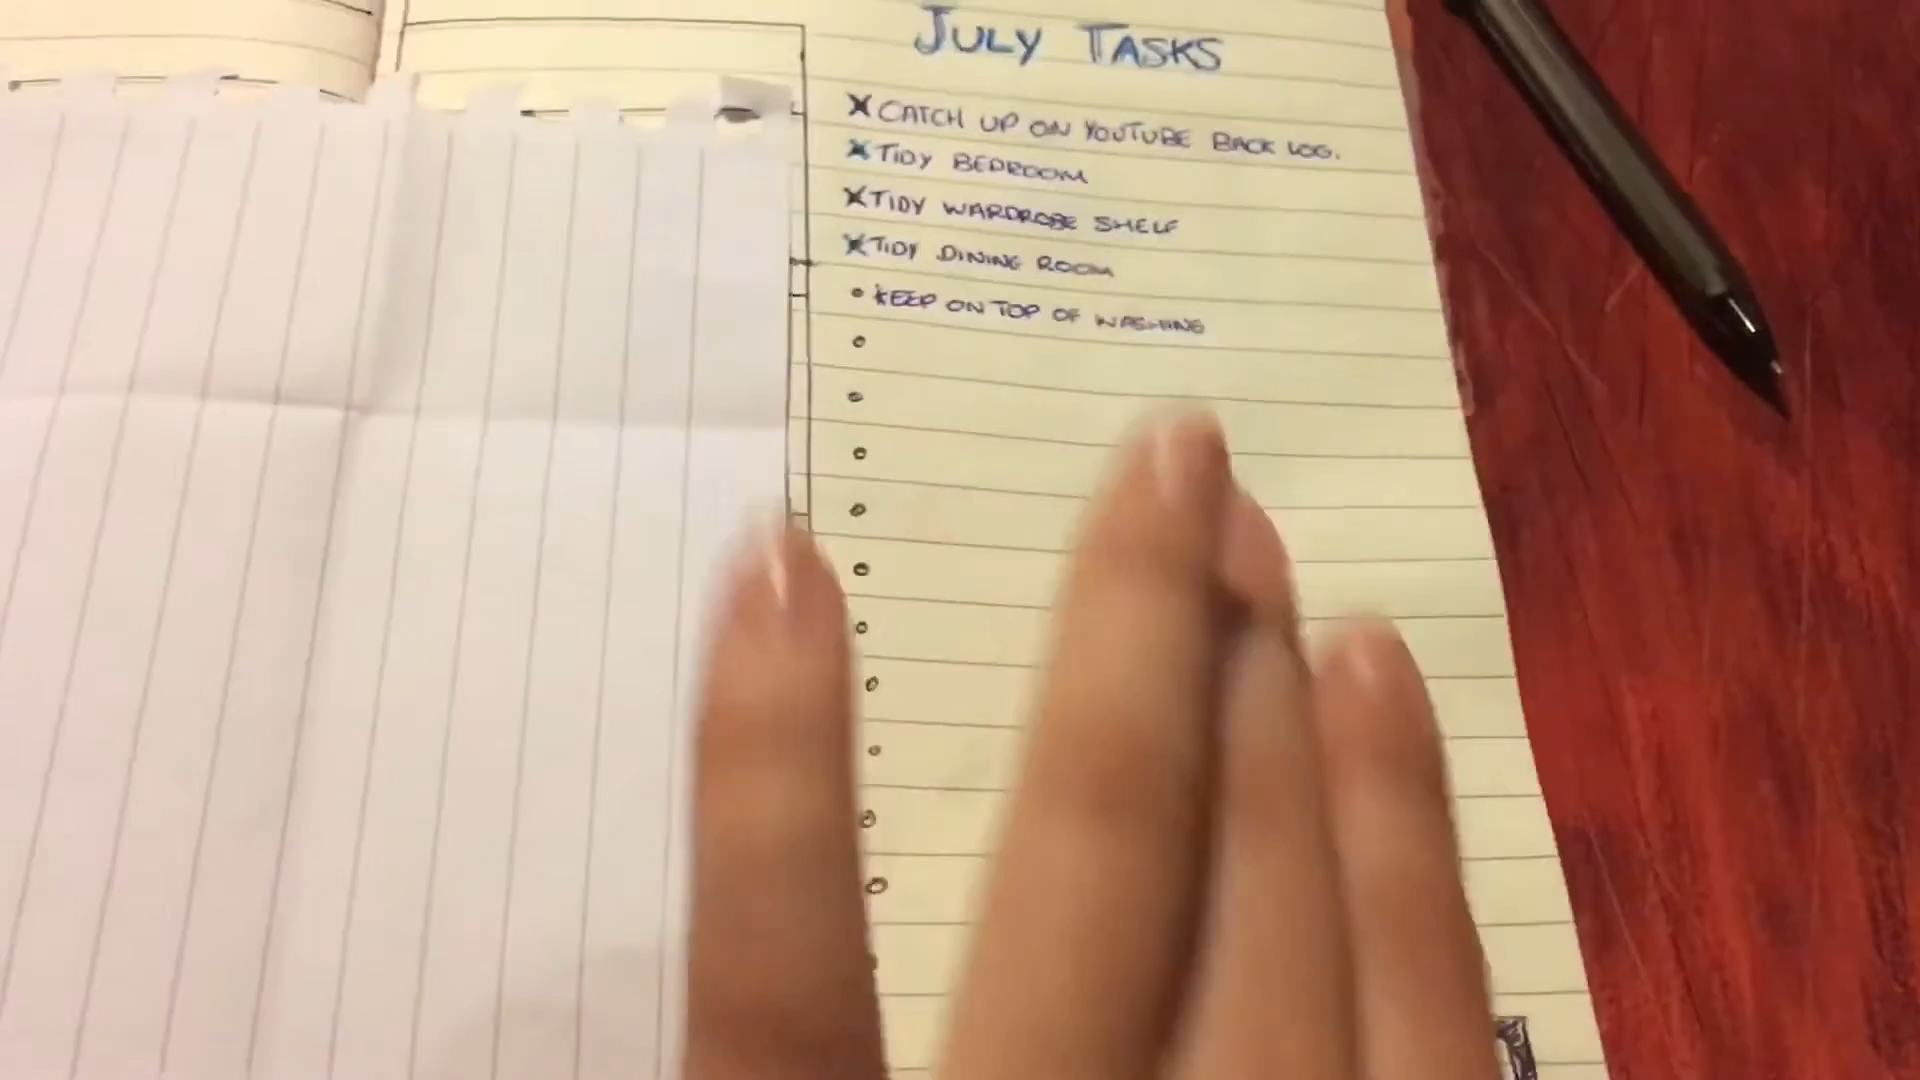 JULY TASKS
X CATCH UP ON YOUTUBE BACK LOG.
X TIDY BEDROOM
X TIDY WARDROBE SHELF
X TIDY DINING ROOM
• KEEP ON TOP OF WASHING